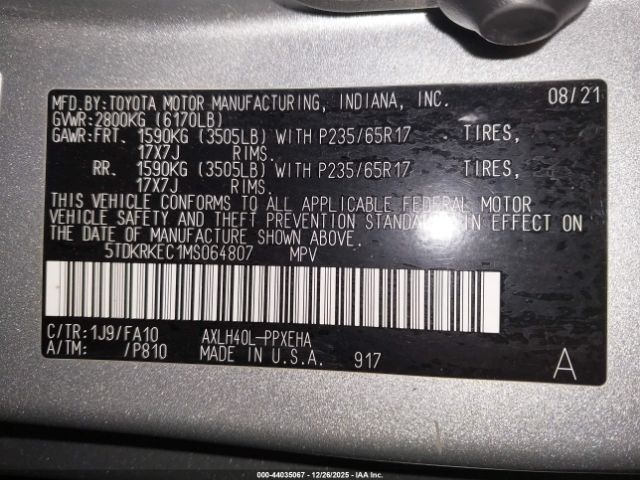 MFD.BY:TOYOTA MOTOR MANUFACTURING, INDIANA, INC. 08/21
GVWR:2800KG (6170LB)
GAWR:FRT. 1590KG (3505LB) WITH P235/65R17 TIRES,
17X7J RIMS.
RR. 1590KG (3505LB) WITH P235/65R17 TIRES,
17X7J RIMS.
THIS VEHICLE CONFORMS TO ALL APPLICABLE FEDERAL MOTOR
VEHICLE SAFETY AND THEFT PREVENTION STANDARDS IN EFFECT ON
THE DATE OF MANUFACTURE SHOWN ABOVE.
5TDKRKEC1MS064807 MPV
C/TR:1J9/FA10 AXLH40L-PPXEHA
A/TM: /P810 MADE IN U.S.A. 917 A
000-44035067 • 12/26/2025 • IAA Inc.